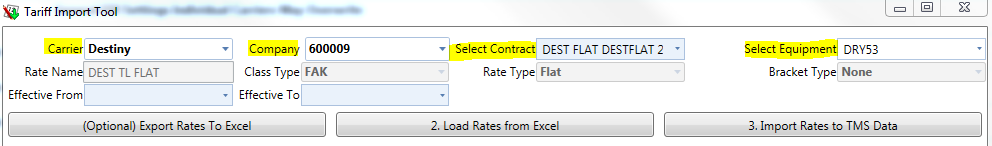 Tariff Import Tool
Carrier Destiny Company 600009 Select Contract DEST FLAT DESTFLAT 2 Select Equipment DRY53
Rate Name DEST TL FLAT Class Type FAK Rate Type Flat Bracket Type None
Effective From Effective To
(Optional) Export Rates To Excel 2. Load Rates from Excel 3. Import Rates to TMS Data